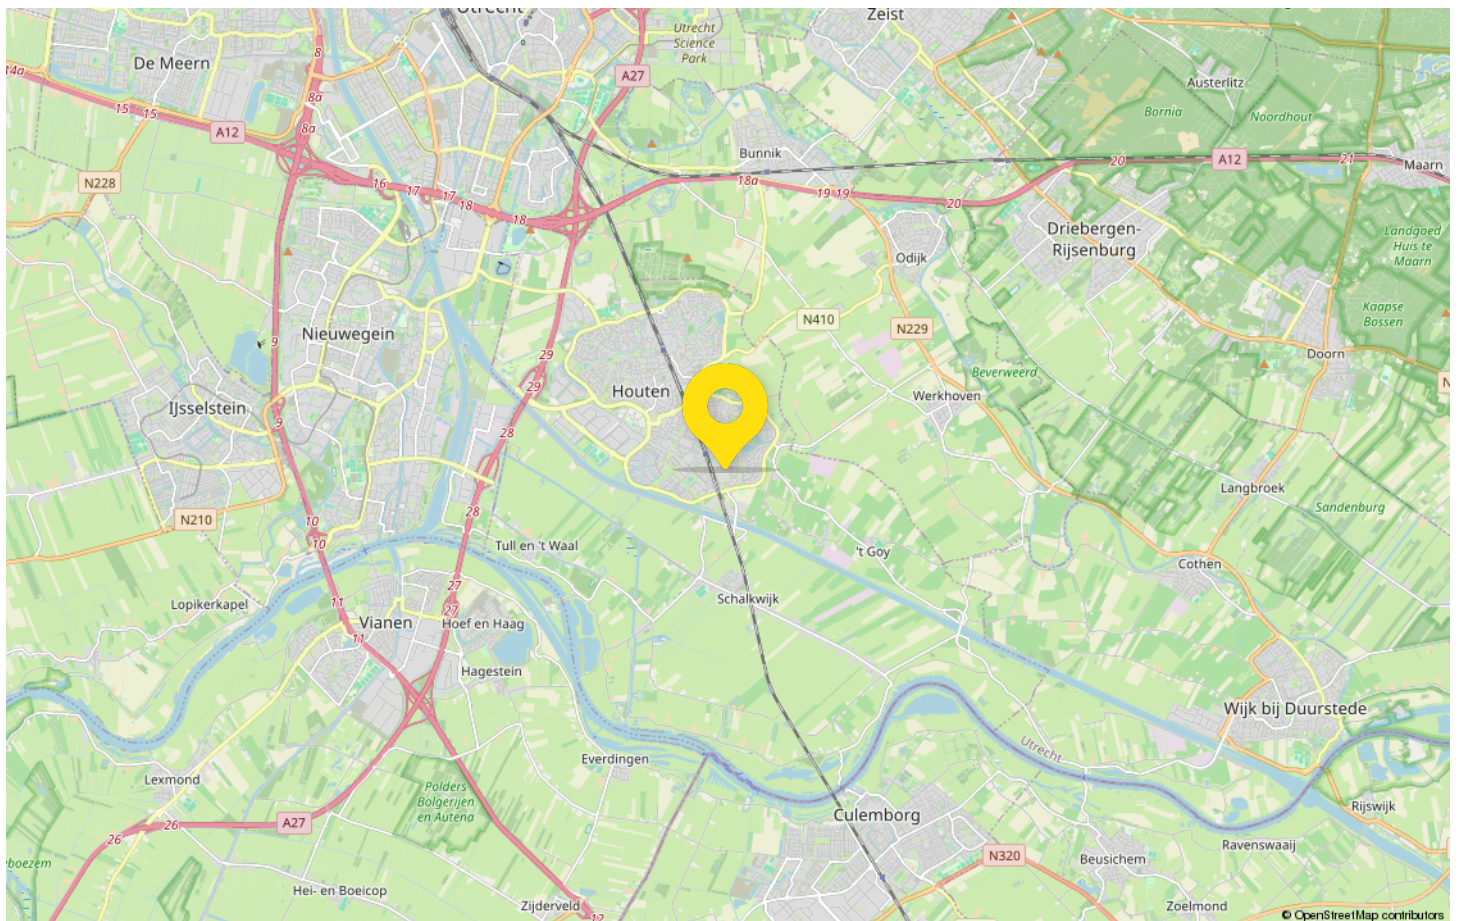 Utrecht
Zeist
De Meern
Utrecht
Science
Park
8
A27
14a
15
15
8a
Austerlitz
Bornia
Noordhout
A12
8a
Bunnik
20
A12
21
Maarn
N228
16
17
17
18
18
18a
19
19
20
Driebergen-
Rijsenburg
Landgoed
Huis te
Maarn
Odijk
Kaapse
Bossen
Nieuwegein
9
N410
N229
29
29
Doorn
Beverweerd
N
Houten
Werkhoven
IJsselstein
9
28
Langbroek
Sandenburg
28
N210
10
10
Tull en 't Waal
't Goy
Cothen
27
27
Schalkwijk
Lopikerkapel
11
11
Vianen
Hoef en Haag
Hagestein
Wijk bij Duurstede
Utrecht
Everdingen
Lexmond
Polders
Bolgerijen
en Autena
Culemborg
Rijswijk
26
26
A27
Ravenswaaij
N320
Beusichem
eboezem
Hei- en Boeicop
Zijderveld
12
Zoelmond
© OpenStreetMap contributors